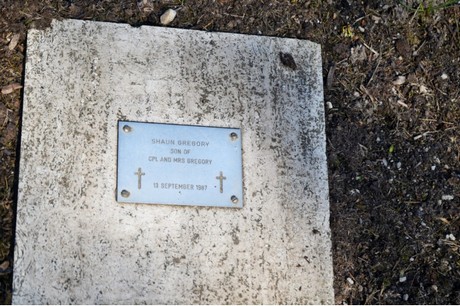 SHAUN GREGORY
SON OF
CPL AND MRS GREGORY
13 SEPTEMBER 1967